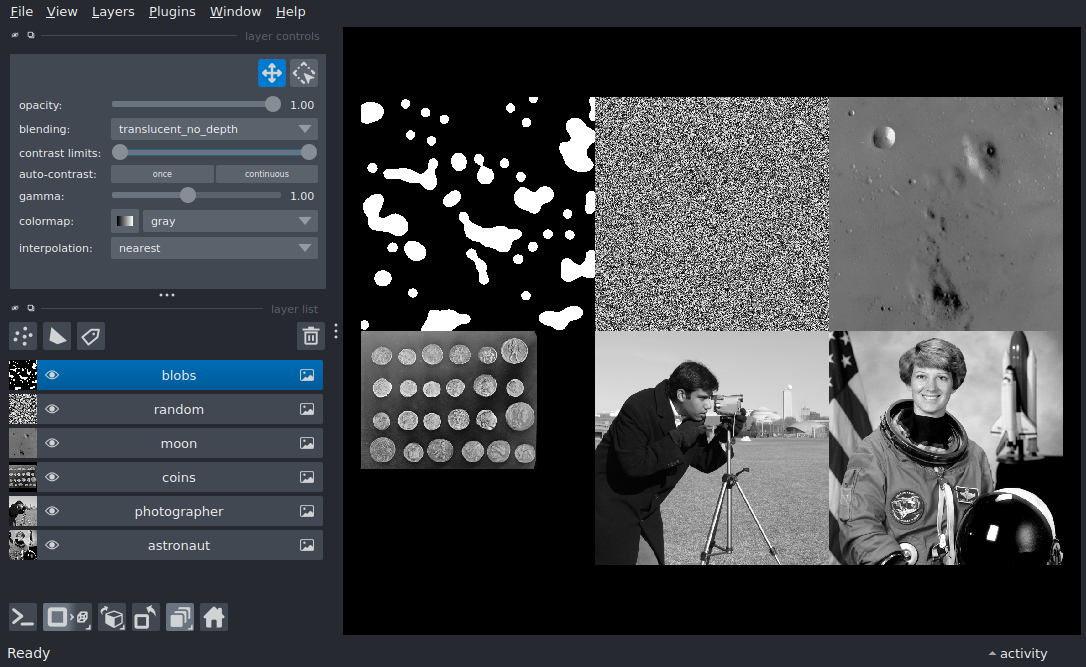 File View Layers Plugins Window Help
layer controls
opacity: 1.00
blending: translucent_no_depth
contrast limits:
auto-contrast: once continuous
gamma: 1.00
colormap: gray
interpolation: nearest
layer list
blobs
random
moon
coins
photographer
astronaut
Ready
activity